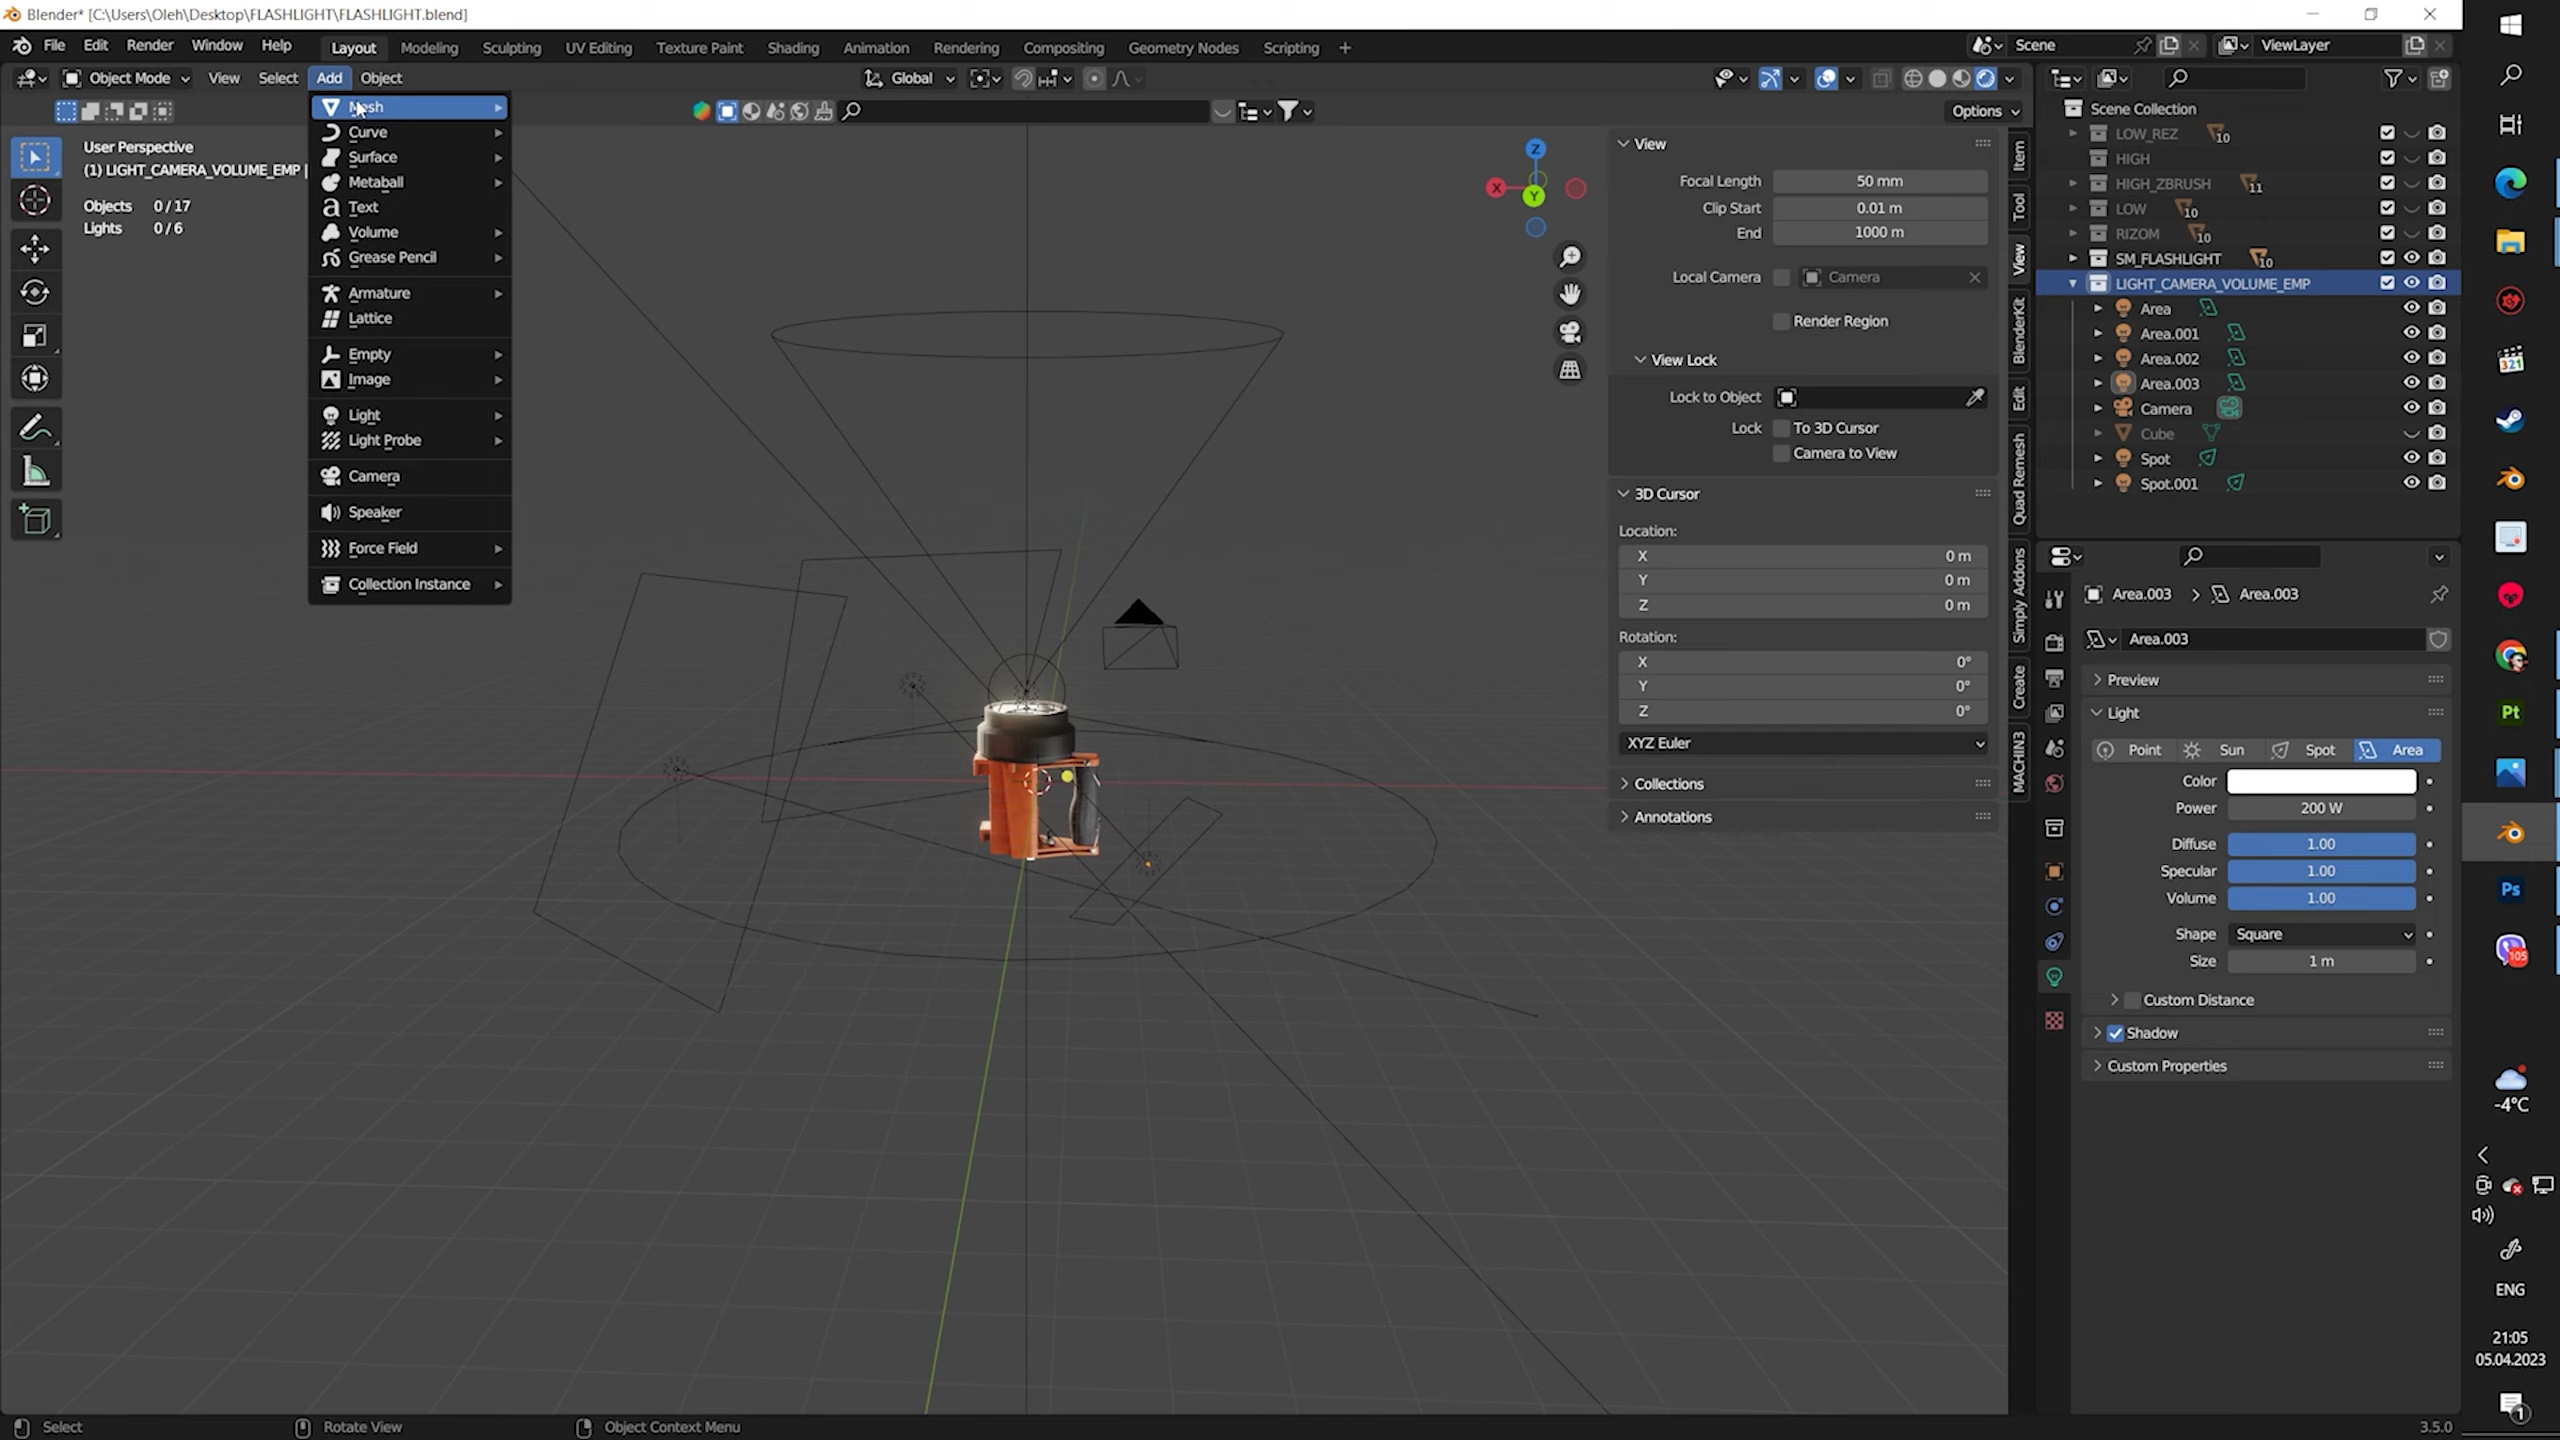 Blender* [C:\Users\Oleh\Desktop\FLASHLIGHT\FLASHLIGHT.blend]
File Edit Render Window Help Layout Modeling Sculpting UV Editing Texture Paint Shading Animation Rendering Compositing Geometry Nodes Scripting + Scene ViewLayer
Object Mode View Select Add Object Global
Options
User Perspective
(1) LIGHT_CAMERA_VOLUME_EMP |
Objects 0/17
Lights 0/6
Mesh
Curve
Surface
Metaball
Text
Volume
Grease Pencil
Armature
Lattice
Empty
Image
Light
Light Probe
Camera
Speaker
Force Field
Collection Instance
Z
X
Y
View
Focal Length 50 mm
Clip Start 0.01 m
End 1000 m
Local Camera Camera
Render Region
View Lock
Lock to Object
Lock To 3D Cursor
Camera to View
3D Cursor
Location:
X 0 m
Y 0 m
Z 0 m
Rotation:
X 0°
Y 0°
Z 0°
XYZ Euler
Collections
Annotations
Item
Tool
View
BlenderKit
Edit
Quad Remesh
Simply Addons
Create
MACHIN3
Scene Collection
LOW_REZ 10
HIGH
HIGH_ZBRUSH 11
LOW 10
RIZOM 10
SM_FLASHLIGHT 10
LIGHT_CAMERA_VOLUME_EMP
Area
Area.001
Area.002
Area.003
Camera
Cube
Spot
Spot.001
Area.003 > Area.003
Area.003
Preview
Light
Point Sun Spot Area
Color
Power 200 W
Diffuse 1.00
Specular 1.00
Volume 1.00
Shape Square
Size 1 m
Custom Distance
Shadow
Custom Properties
321
Pt
Ps
105
-4°C
ENG
21:05
05.04.2023
1
Select Rotate View Object Context Menu 3.5.0